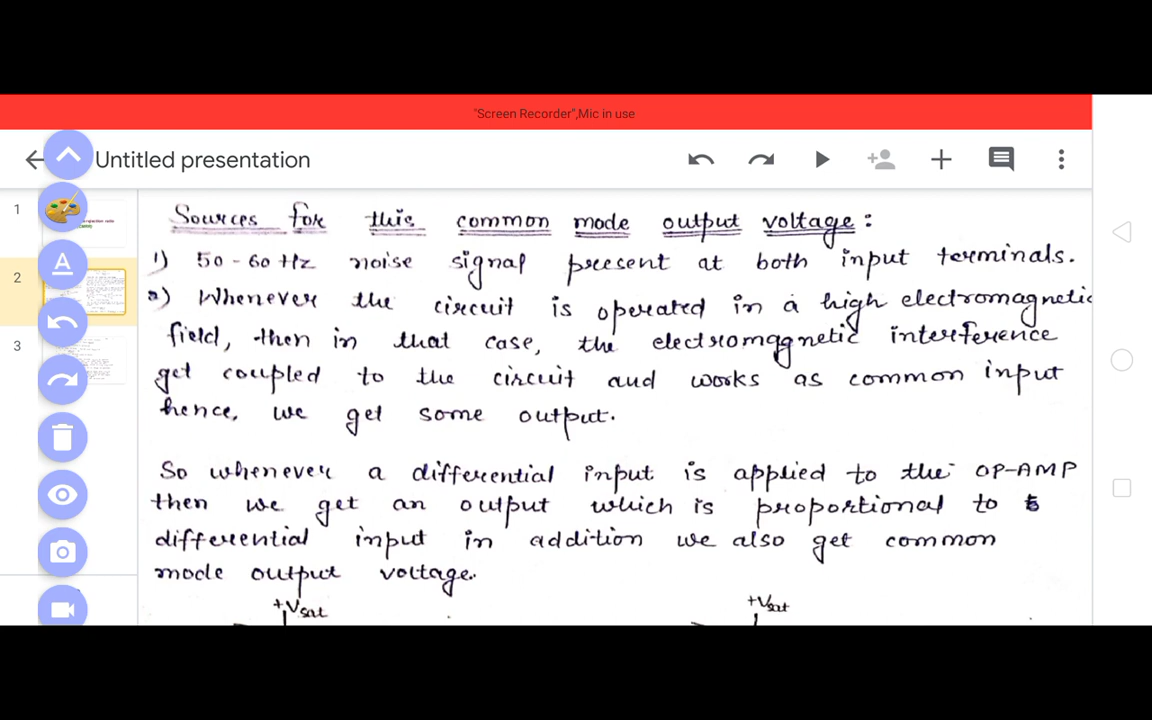 "Screen Recorder",Mic in use
Untitled presentation
Sources for this common mode output voltage :
1) 50 - 60 Hz noise signal present at both input terminals.
2) Whenever the circuit is operated in a high electromagnetic
field, then in that case, the electromagnetic interference
get coupled to the circuit and works as common input
hence, we get some output.
So whenever a differential input is applied to the OP-AMP
then we get an output which is proportional to
differential input in addition we also get common
mode output voltage.
+Vsat
+Vsat
1
2
3
A